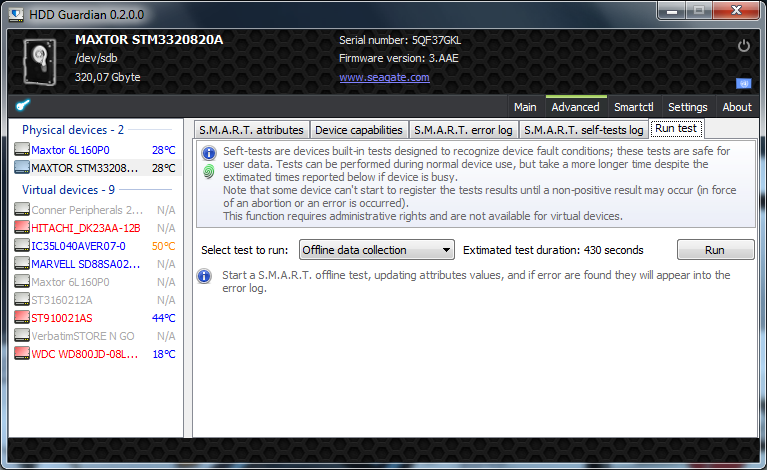 HDD Guardian 0.2.0.0
MAXTOR STM3320820A
/dev/sdb
320,07 Gbyte
Serial number: 5QF37GKL
Firmware version: 3.AAE
www.seagate.com
Main Advanced Smartctl Settings About
Physical devices - 2
Maxtor 6L160P0 28°C
MAXTOR STM33208... 28°C
Virtual devices - 9
Conner Peripherals 2... N/A
HITACHI_DK23AA-12B N/A
IC35L040AVER07-0 50°C
MARVELL SD88SA02... N/A
Maxtor 6L160P0 N/A
ST3160212A N/A
ST910021AS 44°C
VerbatimSTORE N GO N/A
WDC WD800JD-08L... 18°C
S.M.A.R.T. attributes Device capabilities S.M.A.R.T. error log S.M.A.R.T. self-tests log Run test
Seft-tests are devices built-in tests designed to recognize device fault conditions; these tests are safe for
user data. Tests can be performed during normal device use, but take a more longer time despite the
extimated times reported below if device is busy.
Note that some device can't start to register the tests results until a non-positive result may occur (in force
of an abortion or an error is occurred).
This function requires administrative rights and are not available for virtual devices.
Select test to run: Offline data collection Extimated test duration: 430 seconds Run
Start a S.M.A.R.T. offline test, updating attributes values, and if error are found they will appear into the
error log.